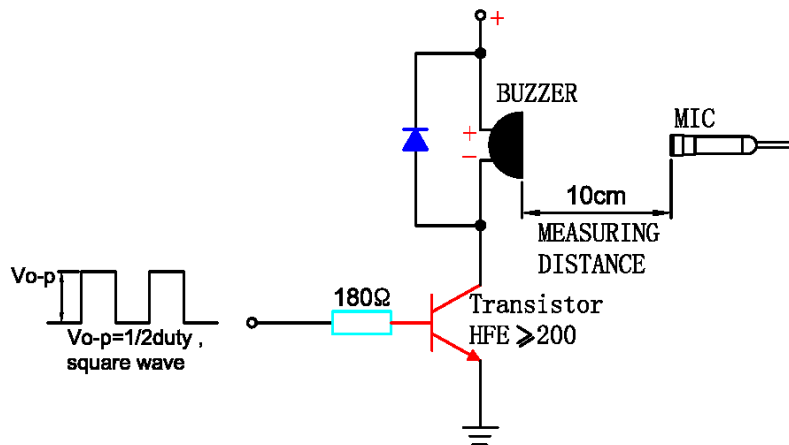 +
BUZZER
+
−
MIC
10cm
MEASURING
DISTANCE
Vo-p
180Ω
Transistor
HFE ⩾200
Vo-p=1/2duty ,
square wave